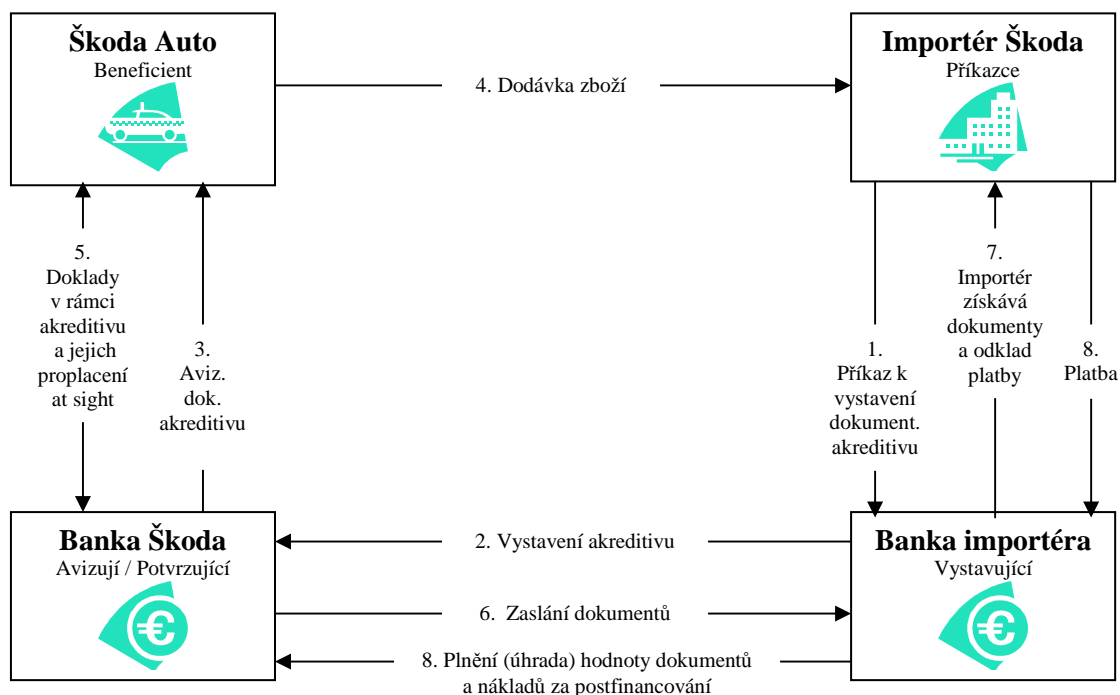 Škoda Auto
Beneficient
Importér Škoda
Příkazce
4. Dodávka zboží
5.
Doklady
v rámci
akreditivu
a jejich
proplacení
at sight
3.
Aviz.
dok.
akreditivu
1.
Příkaz k
vystavení
dokument.
akreditivu
7.
Importér
získává
dokumenty
a odklad
platby
8.
Platba
Banka Škoda
Avizují / Potvrzující
Banka importéra
Vystavující
2. Vystavení akreditivu
6. Zaslání dokumentů
8. Plnění (úhrada) hodnoty dokumentů
a nákladů za postfinancování